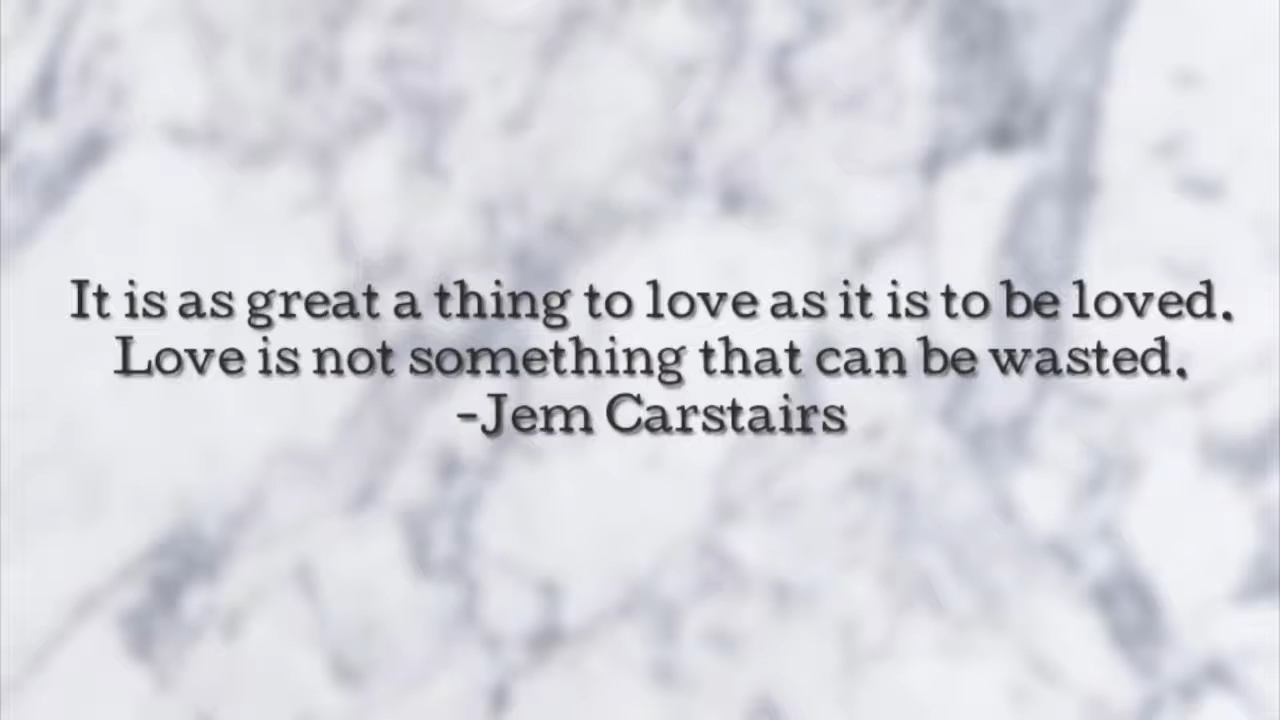 It is as great a thing to love as it is to be loved.
Love is not something that can be wasted.
-Jem Carstairs